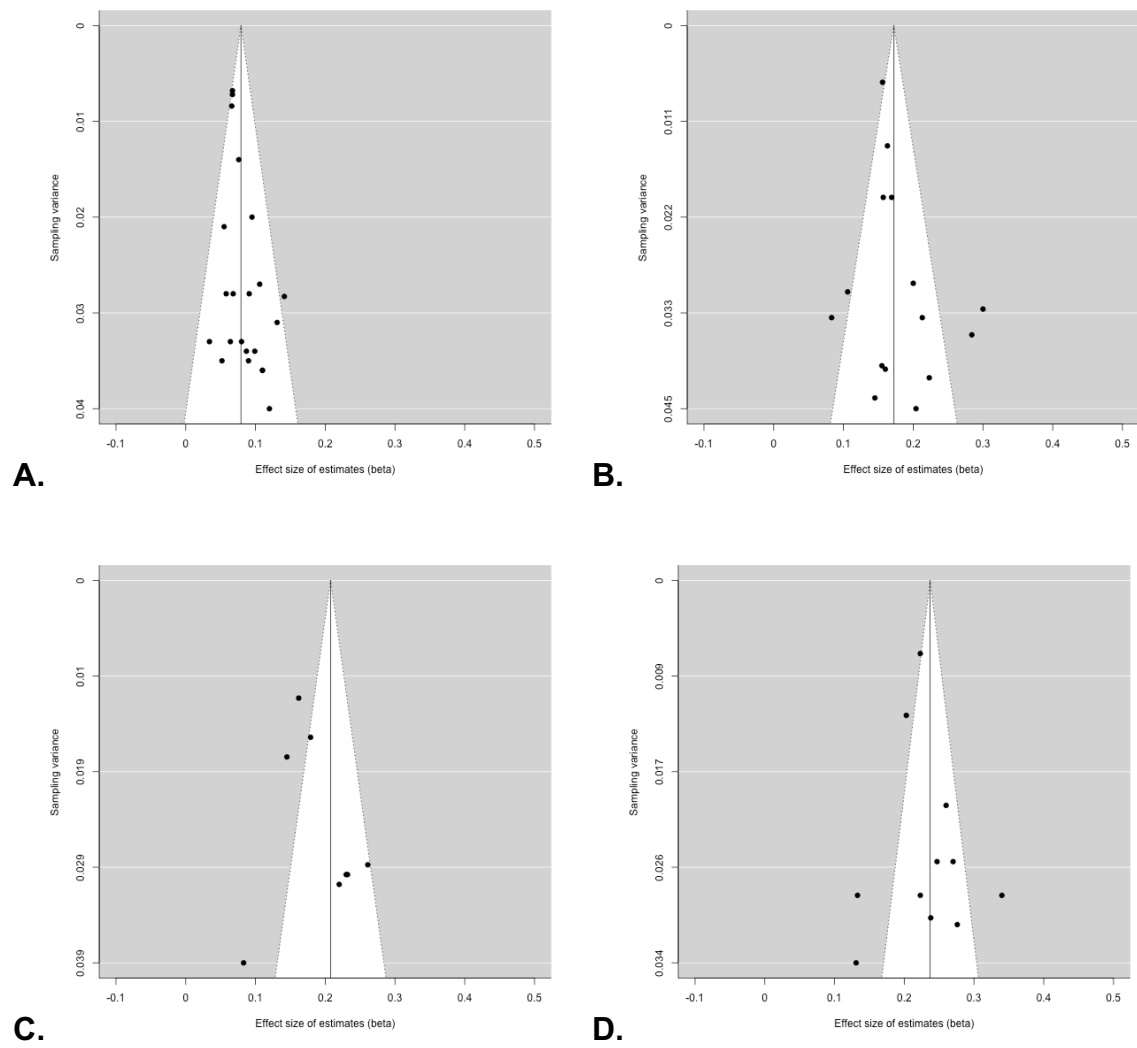 0
0.01
0.02
0.03
0.04
Sampling variance
-0.1 0 0.1 0.2 0.3 0.4 0.5
Effect size of estimates (beta)
A.
0
0.011
0.022
0.033
0.045
Sampling variance
-0.1 0 0.1 0.2 0.3 0.4 0.5
Effect size of estimates (beta)
B.
0
0.01
0.019
0.029
0.039
Sampling variance
-0.1 0 0.1 0.2 0.3 0.4 0.5
Effect size of estimates (beta)
C.
0
0.009
0.017
0.026
0.034
Sampling variance
-0.1 0 0.1 0.2 0.3 0.4 0.5
Effect size of estimates (beta)
D.